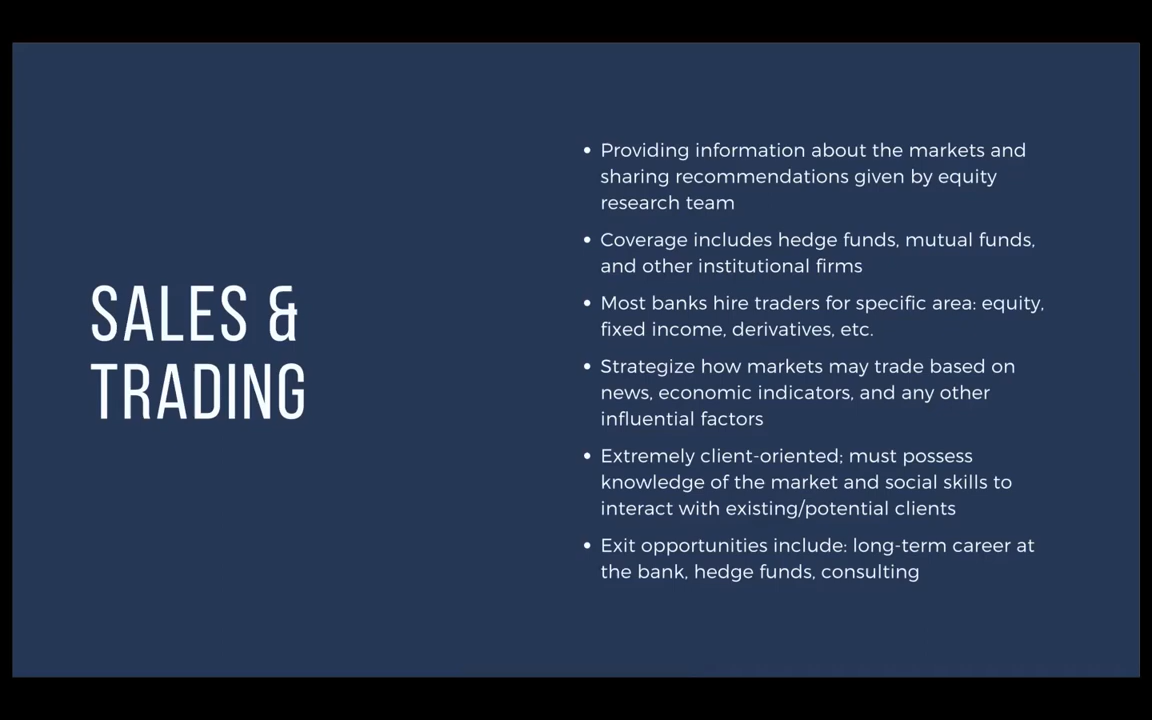 SALES &
TRADING
• Providing information about the markets and
sharing recommendations given by equity
research team
• Coverage includes hedge funds, mutual funds,
and other institutional firms
• Most banks hire traders for specific area: equity,
fixed income, derivatives, etc.
• Strategize how markets may trade based on
news, economic indicators, and any other
influential factors
• Extremely client-oriented; must possess
knowledge of the market and social skills to
interact with existing/potential clients
• Exit opportunities include: long-term career at
the bank, hedge funds, consulting